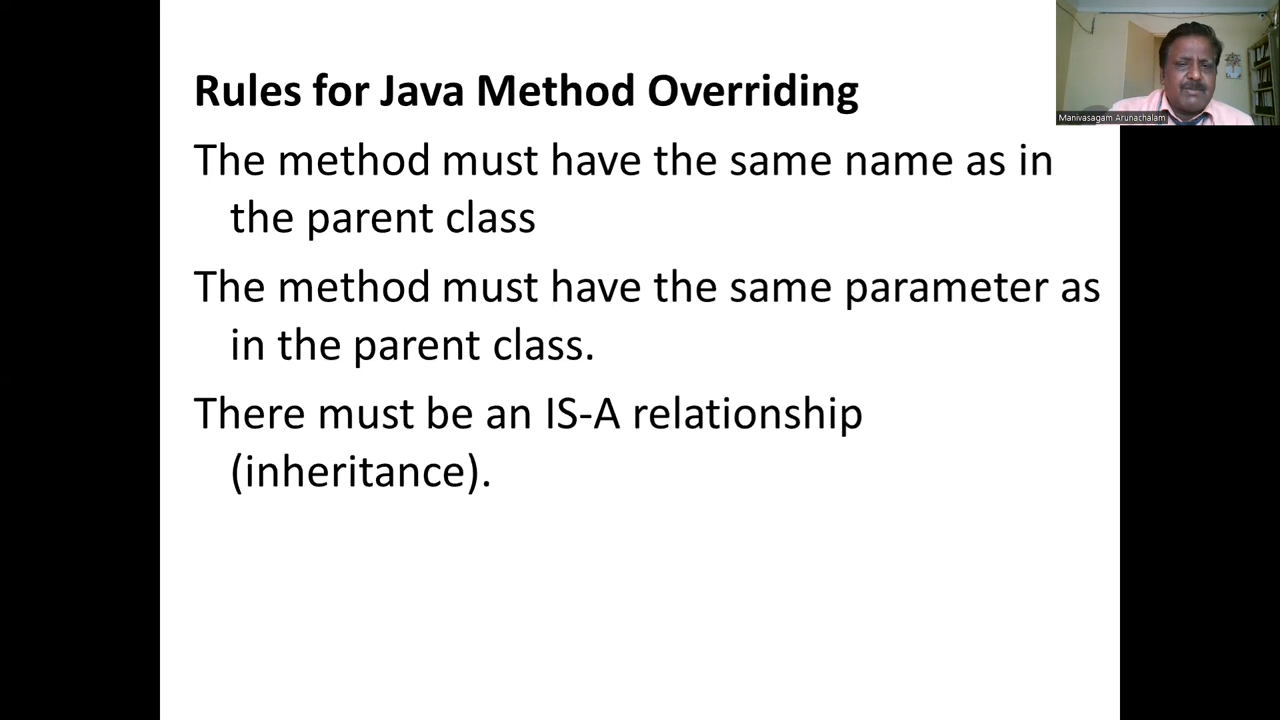 Rules for Java Method Overriding
The method must have the same name as in
the parent class
The method must have the same parameter as
in the parent class.
There must be an IS-A relationship
(inheritance).
Manivasagam Arunachalam